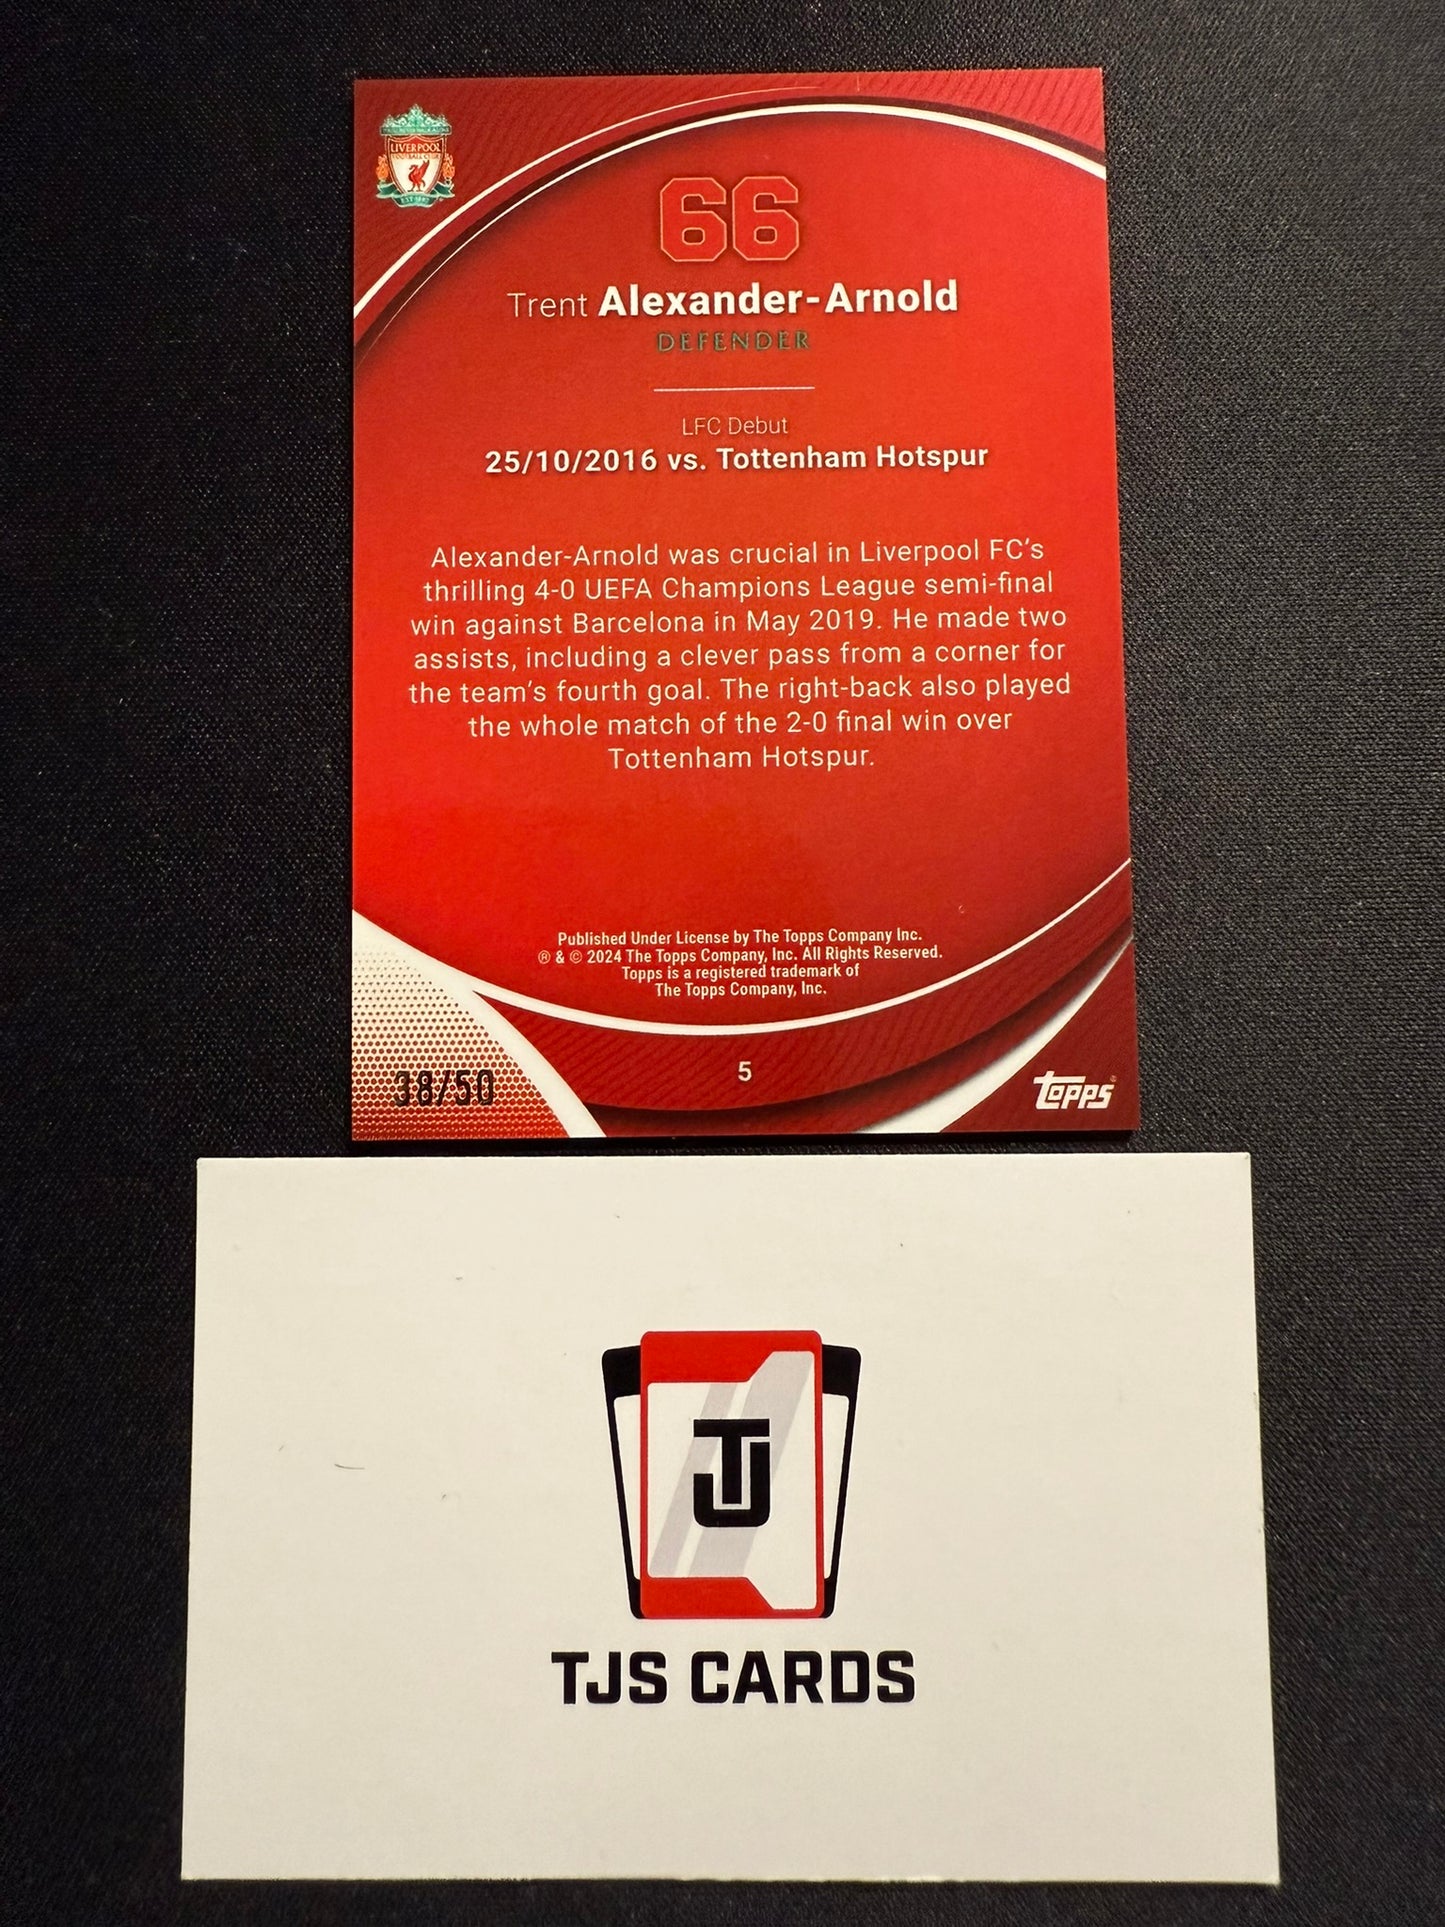 LIVERPOOL
FOOTBALL CLUB
66
Trent Alexander-Arnold
DEFENDER
LFC Debut
25/10/2016 vs. Tottenham Hotspur
Alexander-Arnold was crucial in Liverpool FC's
thrilling 4-0 UEFA Champions League semi-final
win against Barcelona in May 2019. He made two
assists, including a clever pass from a corner for
the team's fourth goal. The right-back also played
the whole match of the 2-0 final win over
Tottenham Hotspur.
Published Under License by The Topps Company Inc.
® & © 2024 The Topps Company, Inc. All Rights Reserved.
Topps is a registered trademark of
The Topps Company, Inc.
5
38/50
topps®
TJ
TJS CARDS